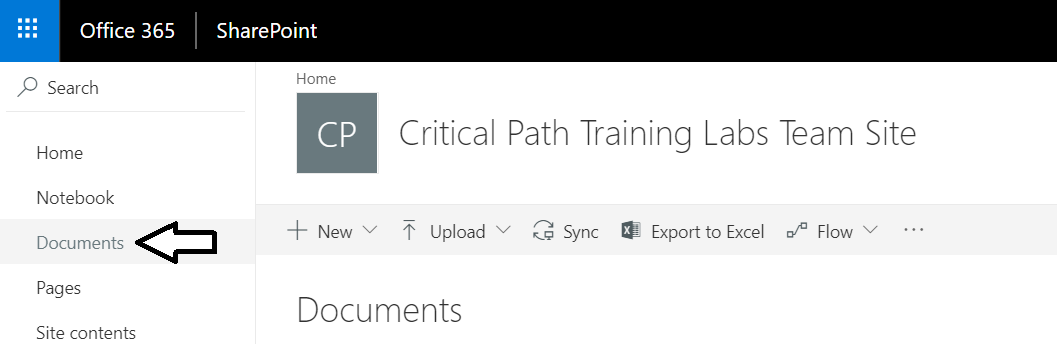 Office 365 SharePoint
Search
Home
Notebook
Documents
Pages
Site contents
Home
CP Critical Path Training Labs Team Site
New Upload Sync Export to Excel Flow ...
Documents